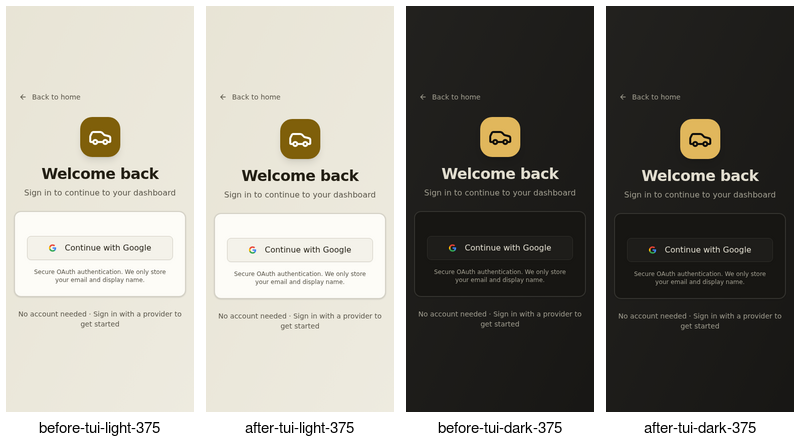 Back to home
Welcome back
Sign in to continue to your dashboard
Continue with Google
Secure OAuth authentication. We only store
your email and display name.
No account needed · Sign in with a provider to
get started
before-tui-light-375
Back to home
Welcome back
Sign in to continue to your dashboard
Continue with Google
Secure OAuth authentication. We only store
your email and display name.
No account needed · Sign in with a provider to
get started
after-tui-light-375
Back to home
Welcome back
Sign in to continue to your dashboard
Continue with Google
Secure OAuth authentication. We only store
your email and display name.
No account needed · Sign in with a provider to
get started
before-tui-dark-375
Back to home
Welcome back
Sign in to continue to your dashboard
Continue with Google
Secure OAuth authentication. We only store
your email and display name.
No account needed · Sign in with a provider to
get started
after-tui-dark-375